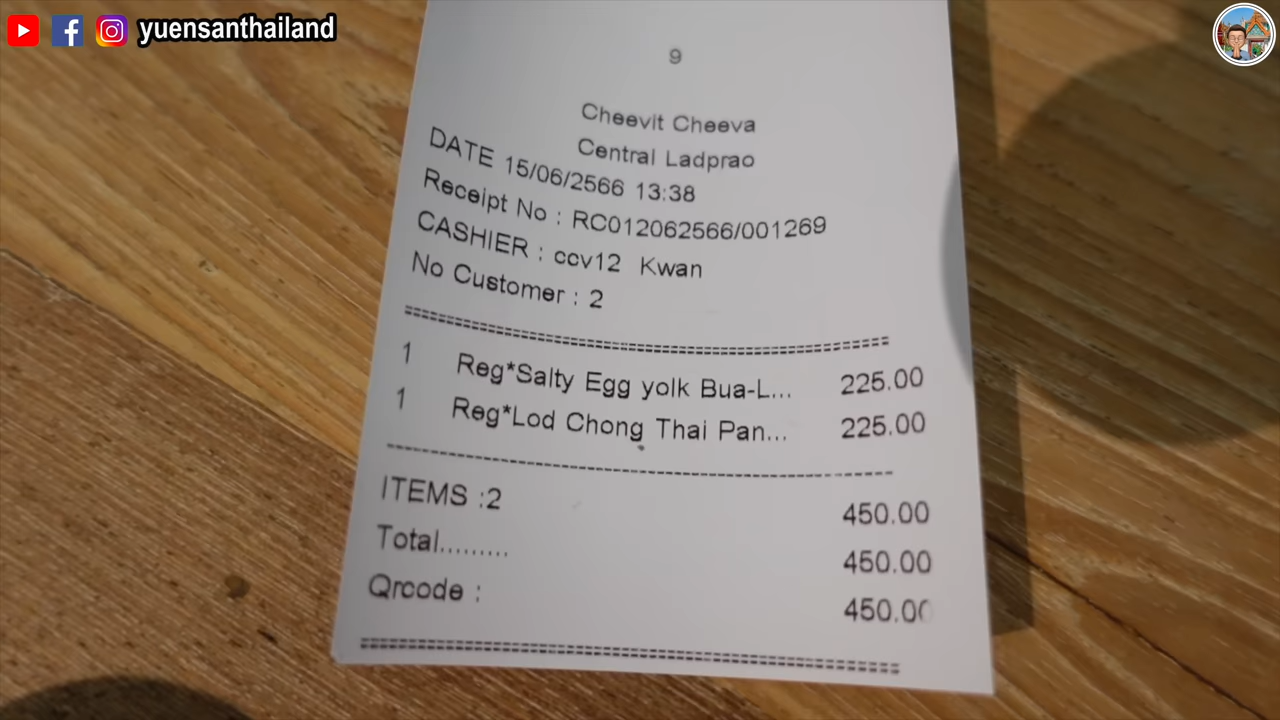 yuensanthailand
9
Cheevit Cheeva
Central Ladprao
DATE 15/06/2566 13:38
Receipt No : RC012062566/001269
CASHIER : ccv12 Kwan
No Customer : 2
1 Reg*Salty Egg yolk Bua-L... 225.00
1 Reg*Lod Chong Thai Pan... 225.00
ITEMS :2 450.00
Total......... 450.00
Qrcode : 450.00